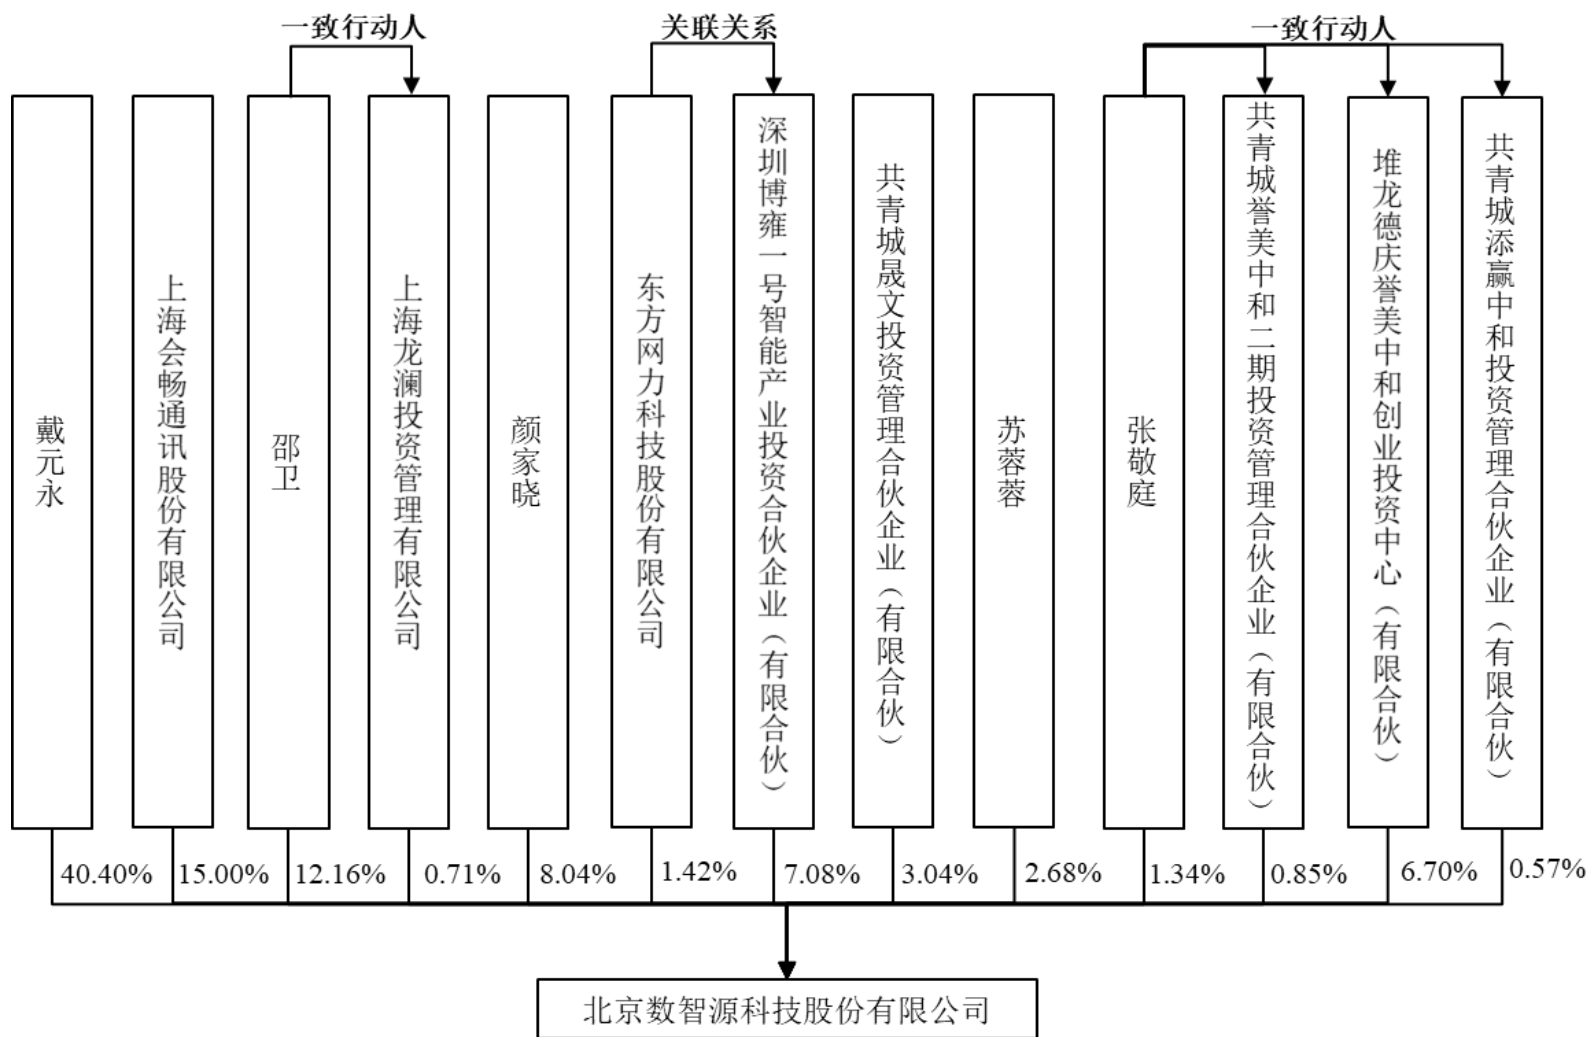 一致行动人
关联关系
一致行动人
戴元永
上海会畅通讯股份有限公司
邵卫
上海龙澜投资管理有限公司
颜家晓
东方网力科技股份有限公司
深圳博雍一号智能产业投资合伙企业（有限合伙）
共青城晟文投资管理合伙企业（有限合伙）
苏蓉蓉
张敬庭
共青城誉美中和二期投资管理合伙企业（有限合伙）
堆龙德庆誉美中和创业投资中心（有限合伙）
共青城添赢中和投资管理合伙企业（有限合伙）
40.40%
15.00%
12.16%
0.71%
8.04%
1.42%
7.08%
3.04%
2.68%
1.34%
0.85%
6.70%
0.57%
北京数智源科技股份有限公司